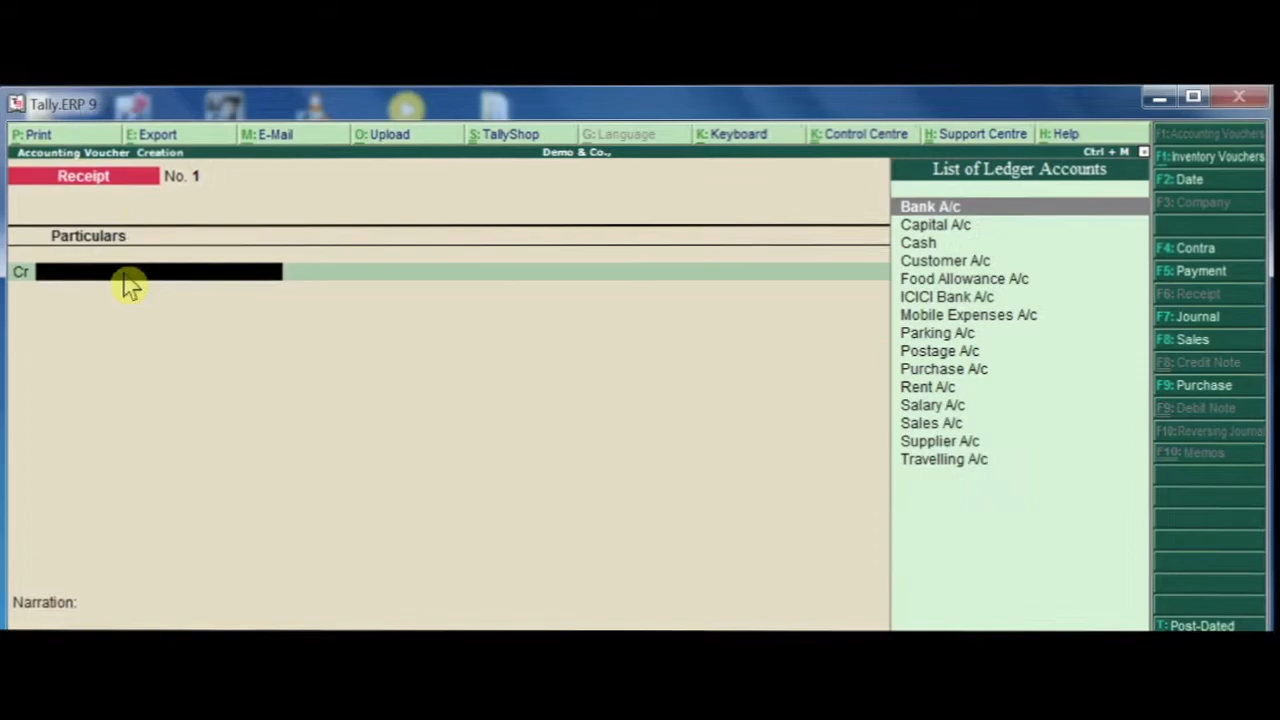 Tally.ERP 9
P: Print E: Export M: E-Mail O: Upload S: TallyShop G: Language K: Keyboard K: Control Centre H: Support Centre H: Help
Accounting Voucher Creation Demo & Co., Ctrl + M
Receipt No. 1
Particulars
Cr
Narration:
List of Ledger Accounts
Bank A/c
Capital A/c
Cash
Customer A/c
Food Allowance A/c
ICICI Bank A/c
Mobile Expenses A/c
Parking A/c
Postage A/c
Purchase A/c
Rent A/c
Salary A/c
Sales A/c
Supplier A/c
Travelling A/c
F1: Accounting Vouchers
F1: Inventory Vouchers
F2: Date
F3: Company
F4: Contra
F5: Payment
F6: Receipt
F7: Journal
F8: Sales
F8: Credit Note
F9: Purchase
F9: Debit Note
F10: Reversing Journal
F10: Memos
T: Post-Dated